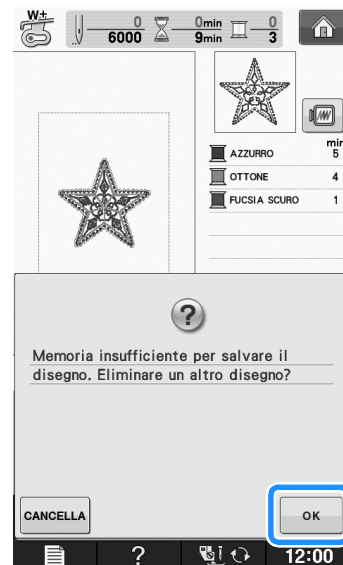 W+ 0 0min 0
6000 9min 3
min
AZZURRO 5
OTTONE 4
FUCSIA SCURO 1
Memoria insufficiente per salvare il
disegno. Eliminare un altro disegno?
CANCELLA OK
? 12:00